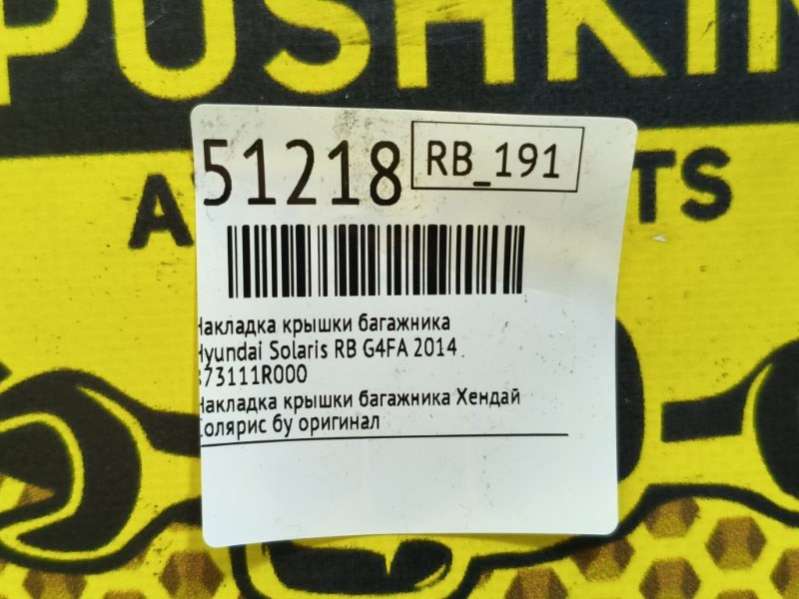 PUSHKIN
51218
RB_191
TS
Накладка крышки багажника
Hyundai Solaris RB G4FA 2014
873111R000
Накладка крышки багажника Хендай
Солярис бу оригинал